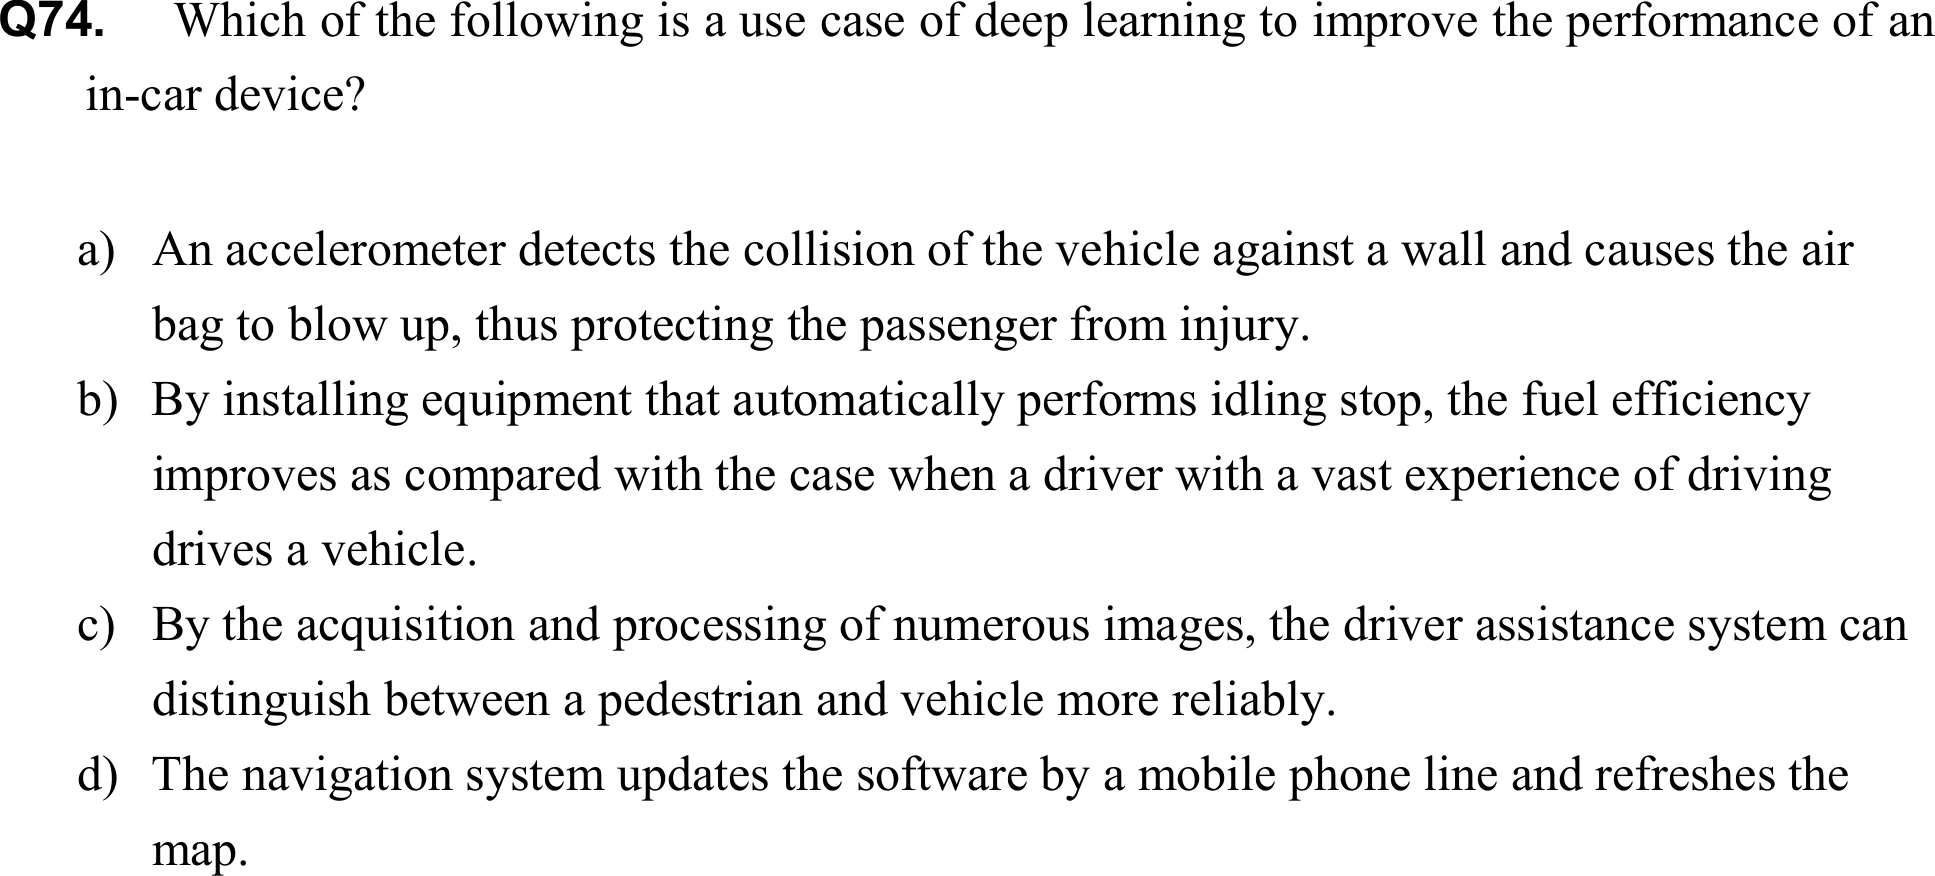 Q74. Which of the following is a use case of deep learning to improve the performance of an
in-car device?
a) An accelerometer detects the collision of the vehicle against a wall and causes the air
bag to blow up, thus protecting the passenger from injury.
b) By installing equipment that automatically performs idling stop, the fuel efficiency
improves as compared with the case when a driver with a vast experience of driving
drives a vehicle.
c) By the acquisition and processing of numerous images, the driver assistance system can
distinguish between a pedestrian and vehicle more reliably.
d) The navigation system updates the software by a mobile phone line and refreshes the
map.